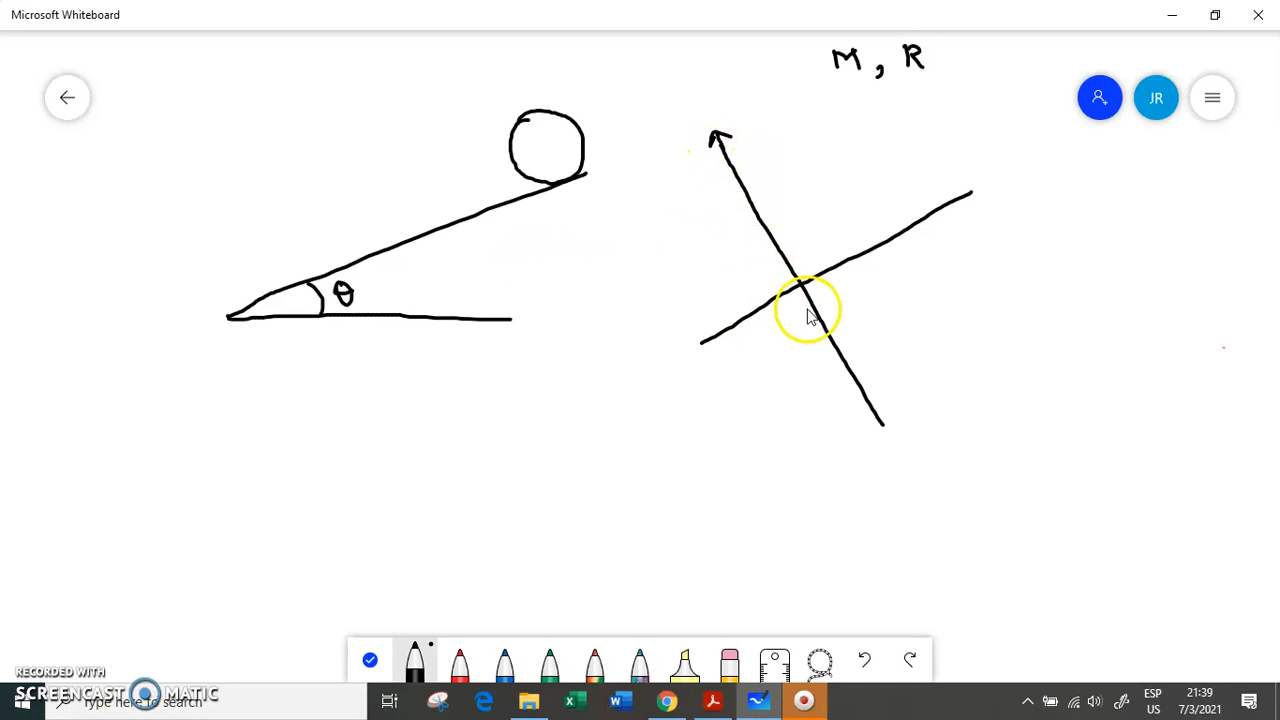 Microsoft Whiteboard
M, R
JR
θ
RECORDED WITH
SCREENCAST MATIC
Type here to search
ESP
US
21:39
7/3/2021